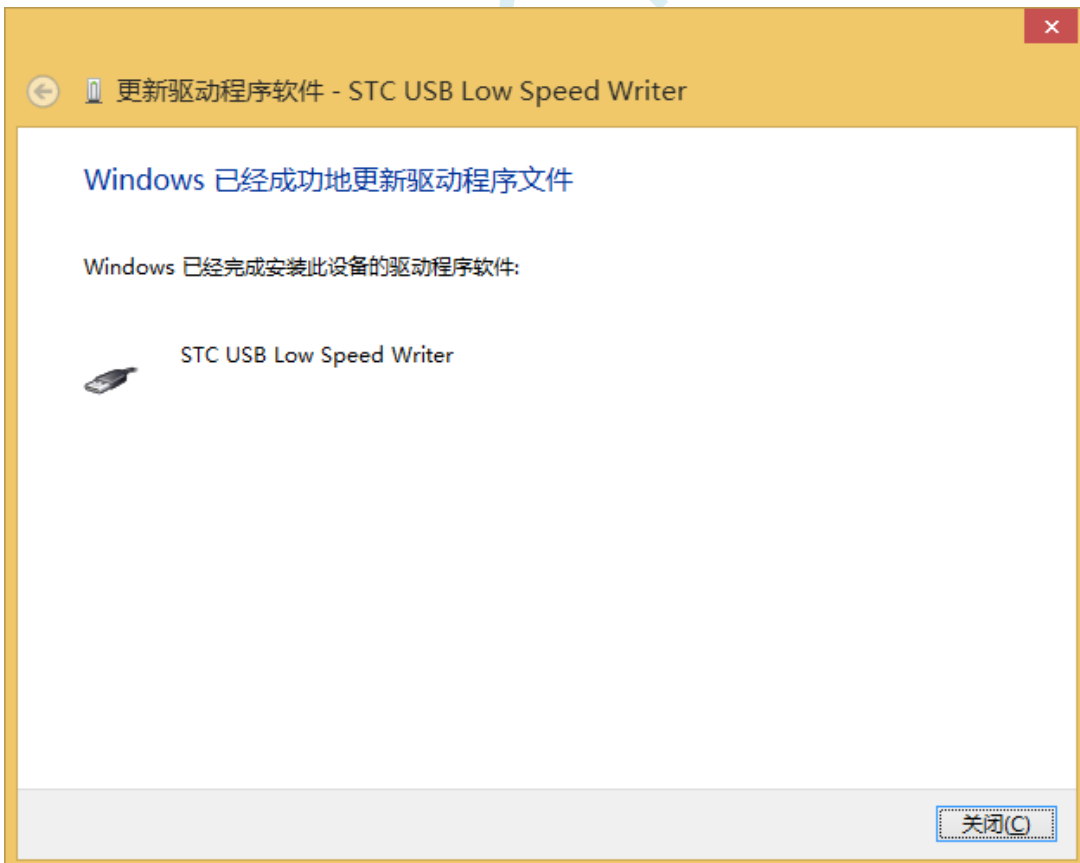 更新驱动程序软件 - STC USB Low Speed Writer
Windows 已经成功地更新驱动程序文件
Windows 已经完成安装此设备的驱动程序软件:
STC USB Low Speed Writer
关闭(C)